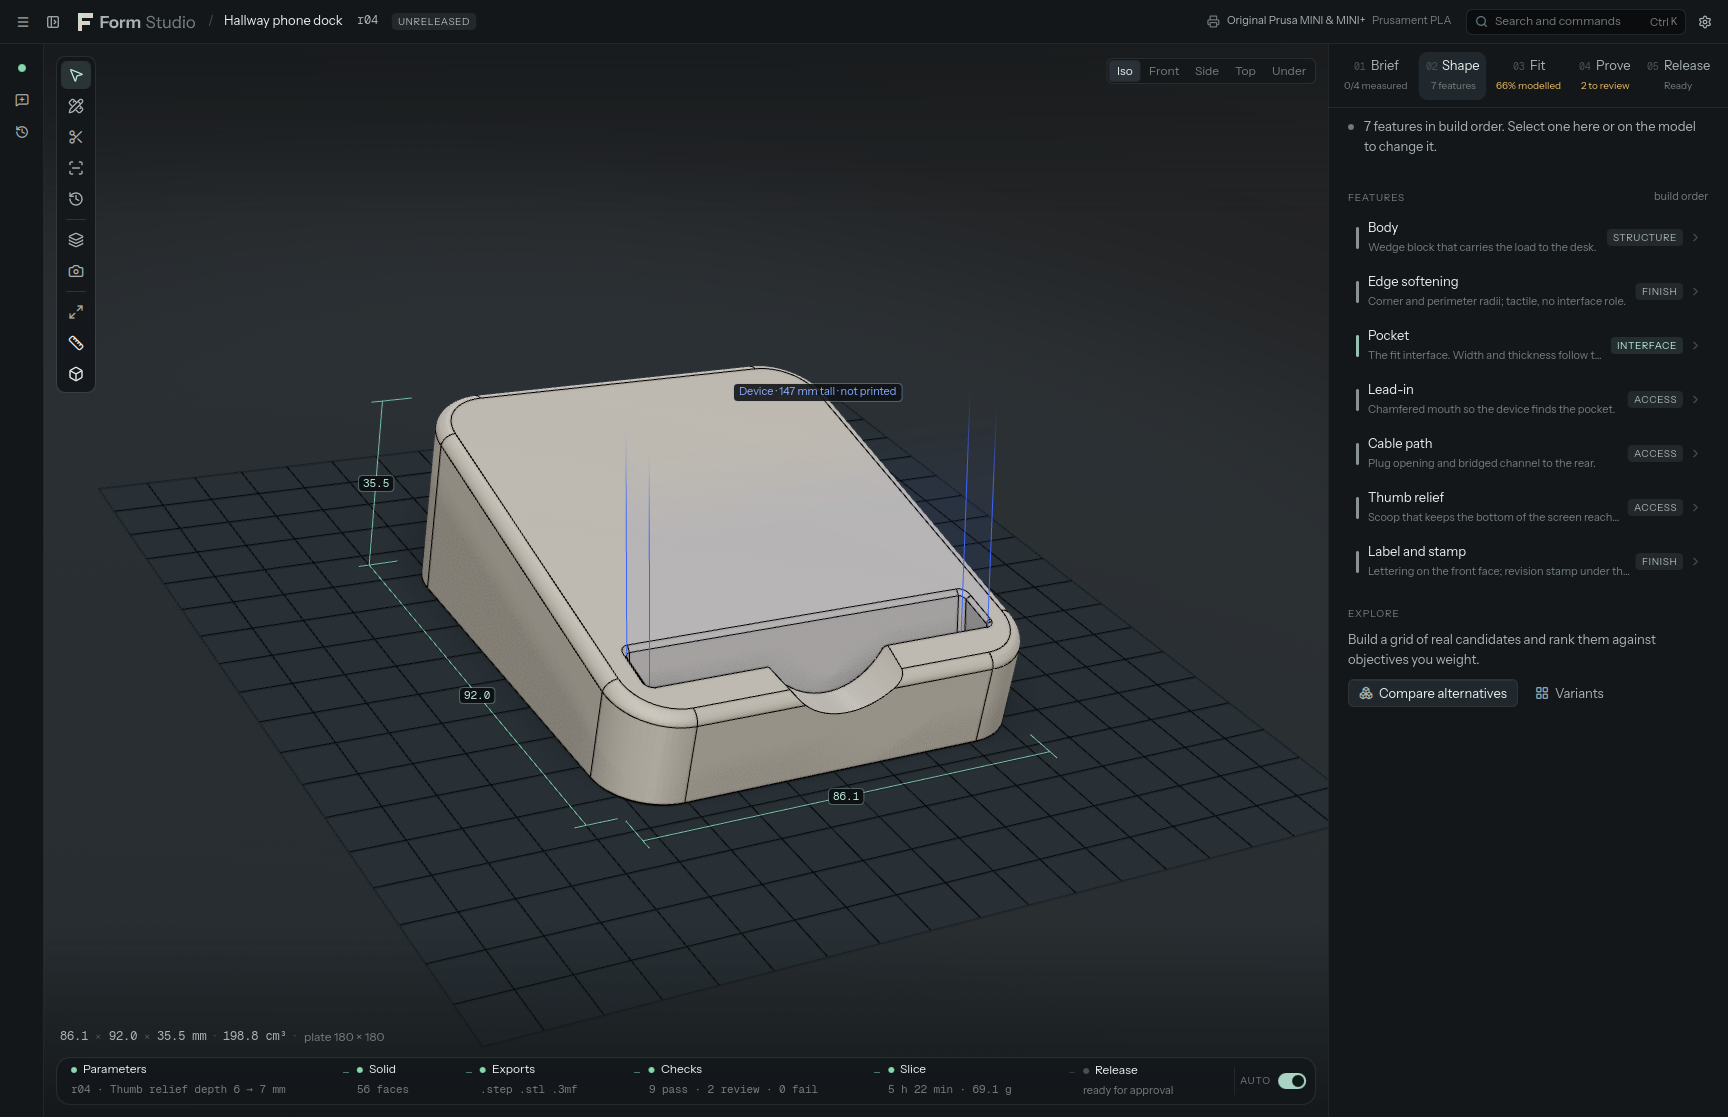 Form Studio / Hallway phone dock r04 UNRELEASED
Original Prusa MINI & MINI+ Prusament PLA
Search and commands Ctrl K
Iso Front Side Top Under
01 Brief
0/4 measured
02 Shape
7 features
03 Fit
66% modelled
04 Prove
2 to review
05 Release
Ready
7 features in build order. Select one here or on the model
to change it.
FEATURES build order
Body
Wedge block that carries the load to the desk.
STRUCTURE
Edge softening
Corner and perimeter radii; tactile, no interface role.
FINISH
Pocket
The fit interface. Width and thickness follow t...
INTERFACE
Lead-in
Chamfered mouth so the device finds the pocket.
ACCESS
Cable path
Plug opening and bridged channel to the rear.
ACCESS
Thumb relief
Scoop that keeps the bottom of the screen reach...
ACCESS
Label and stamp
Lettering on the front face; revision stamp under th...
FINISH
EXPLORE
Build a grid of real candidates and rank them against
objectives you weight.
Compare alternatives Variants
Device · 147 mm tall · not printed
35.5
92.0
86.1
86.1 × 92.0 × 35.5 mm · 198.8 cm³ · plate 180 × 180
Parameters
r04 · Thumb relief depth 6 → 7 mm
Solid
56 faces
Exports
.step .stl .3mf
Checks
9 pass · 2 review · 0 fail
Slice
5 h 22 min · 69.1 g
Release
ready for approval
AUTO